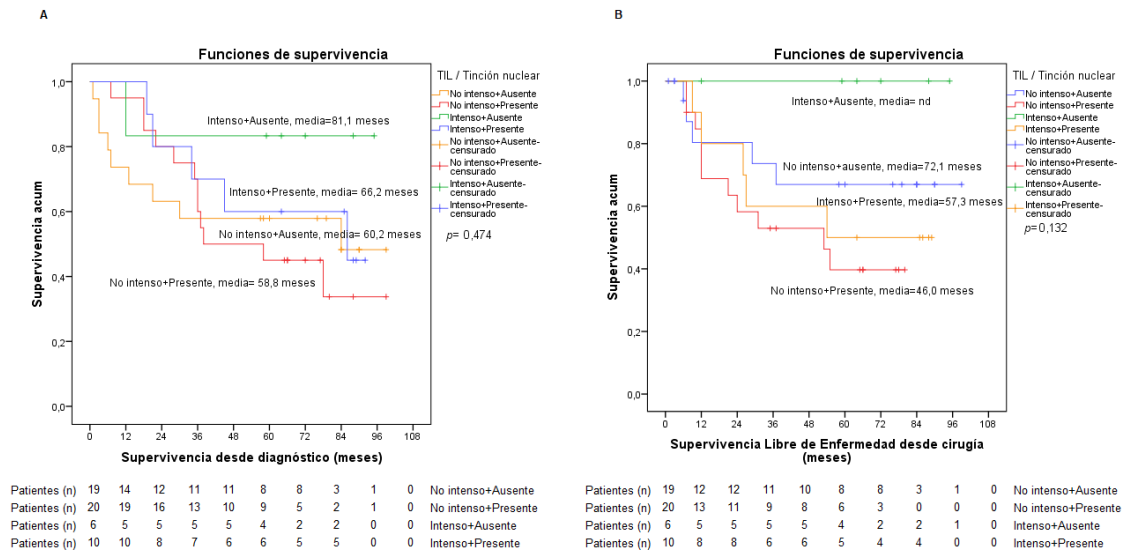 A
Funciones de supervivencia
TIL / Tinción nuclear
No intenso+Ausente
No intenso+Presente
Intenso+Ausente
Intenso+Presente
No intenso+Ausente-
censurado
No intenso+Presente-
censurado
Intenso+Ausente-
censurado
Intenso+Presente-
censurado
p= 0,474
Intenso+Ausente, media=81,1 meses
Intenso+Presente, media= 66,2 meses
No intenso+Ausente, media= 60,2 meses
No intenso+Presente, media= 58,8 meses
Supervivencia acum
1,0
0,8
0,6
0,4
0,2
0,0
0 12 24 36 48 60 72 84 96 108
Supervivencia desde diagnóstico (meses)
Patientes (n) 19 14 12 11 11 8 8 3 1 0 No intenso+Ausente
Patientes (n) 20 19 16 13 10 9 5 2 1 0 No intenso+Presente
Patientes (n) 6 5 5 5 5 4 2 2 0 0 Intenso+Ausente
Patientes (n) 10 10 8 7 6 6 5 5 0 0 Intenso+Presente
B
Funciones de supervivencia
TIL / Tinción nuclear
No intenso+Ausente
No intenso+Presente
Intenso+Ausente
Intenso+Presente
No intenso+Ausente-
censurado
No intenso+Presente-
censurado
Intenso+Ausente-
censurado
Intenso+Presente-
censurado
p=0,132
Intenso+Ausente, media= nd
No intenso+ausente, media=72,1 meses
Intenso+Presente, media=57,3 meses
No intenso+Presente, media=46,0 meses
Supervivencia acum
1,0
0,8
0,6
0,4
0,2
0,0
0 12 24 36 48 60 72 84 96 108
Supervivencia Libre de Enfermedad desde cirugía
(meses)
Patientes (n) 19 12 12 11 10 8 8 3 1 0 No intenso+Ausente
Patientes (n) 20 13 11 9 8 6 3 0 0 0 No intenso+Presente
Patientes (n) 6 5 5 5 5 4 2 2 1 0 Intenso+Ausente
Patientes (n) 10 8 8 6 6 5 4 4 0 0 Intenso+Presente